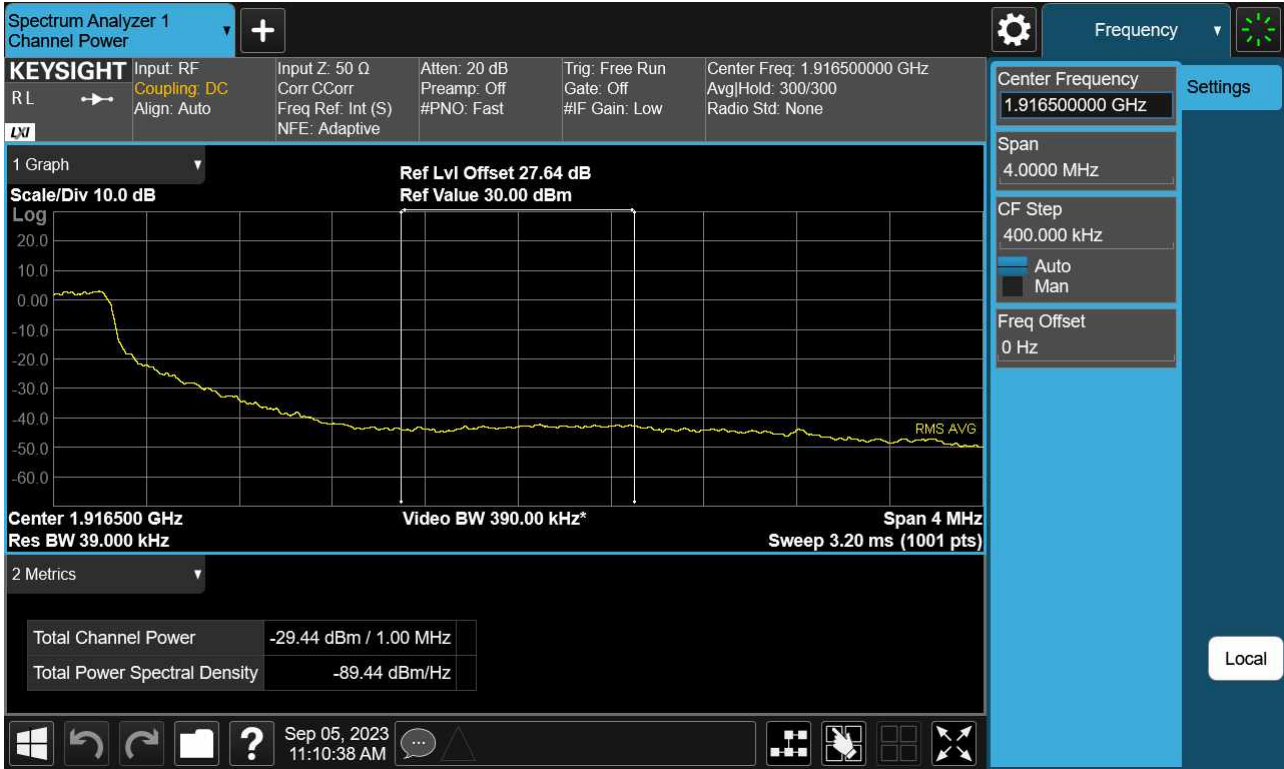 Spectrum Analyzer 1
Channel Power
Frequency
KEYSIGHT
R L
LXI
Input: RF
Coupling: DC
Align: Auto
Input Z: 50 Ω
Corr CCorr
Freq Ref: Int (S)
NFE: Adaptive
Atten: 20 dB
Preamp: Off
#PNO: Fast
Trig: Free Run
Gate: Off
#IF Gain: Low
Center Freq: 1.916500000 GHz
Avg|Hold: 300/300
Radio Std: None
Center Frequency
1.916500000 GHz
Settings
Span
4.0000 MHz
CF Step
400.000 kHz
Auto
Man
Freq Offset
0 Hz
Local
1 Graph
Scale/Div 10.0 dB
Ref Lvl Offset 27.64 dB
Ref Value 30.00 dBm
Log
20.0
10.0
0.00
-10.0
-20.0
-30.0
-40.0
-50.0
-60.0
RMS AVG
Center 1.916500 GHz
Video BW 390.00 kHz*
Span 4 MHz
Res BW 39.000 kHz
Sweep 3.20 ms (1001 pts)
2 Metrics
Total Channel Power -29.44 dBm / 1.00 MHz
Total Power Spectral Density -89.44 dBm/Hz
?
Sep 05, 2023
11:10:38 AM